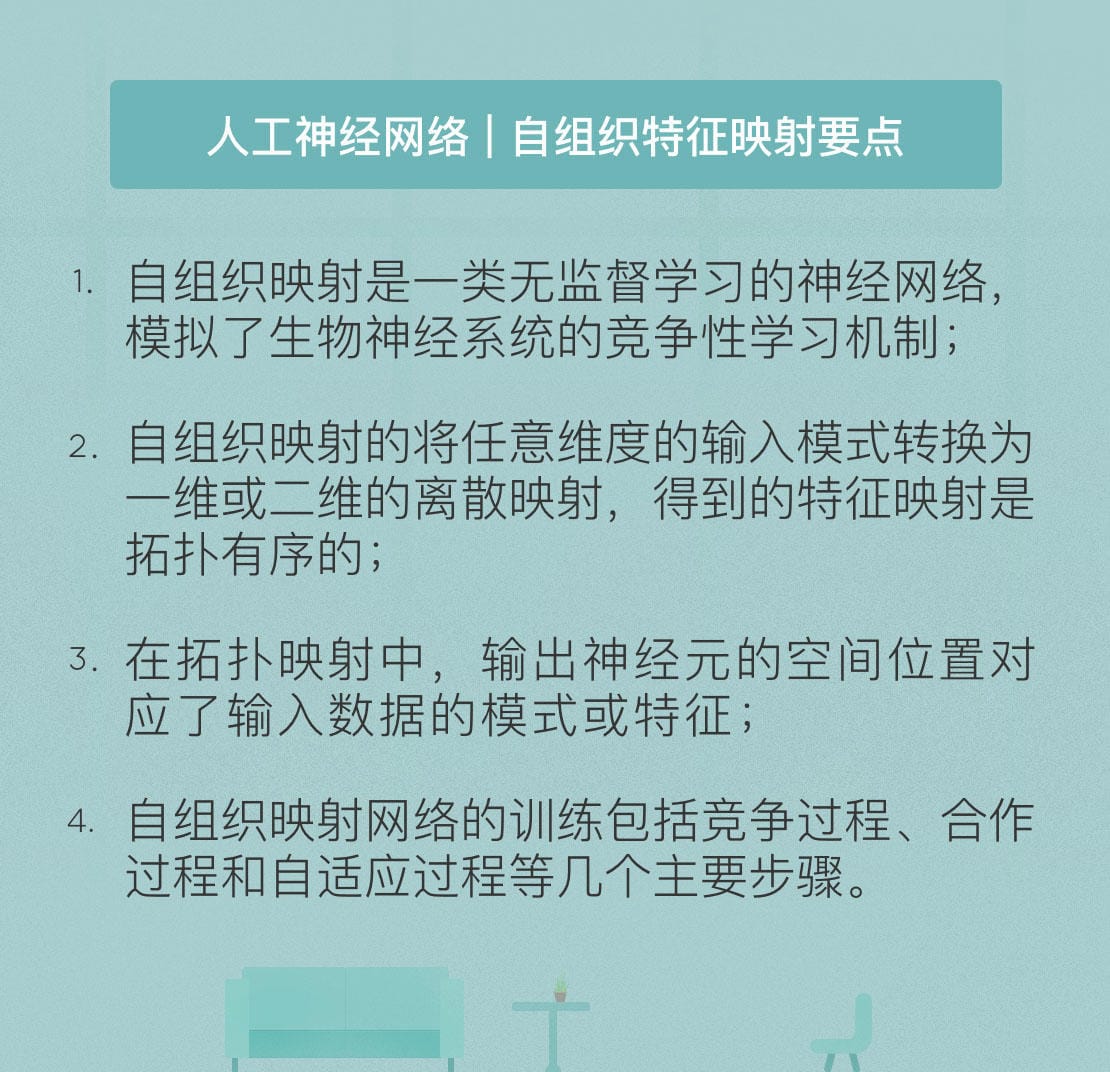 人工神经网络 | 自组织特征映射要点
1. 自组织映射是一类无监督学习的神经网络，
模拟了生物神经系统的竞争性学习机制；
2. 自组织映射的将任意维度的输入模式转换为
一维或二维的离散映射，得到的特征映射是
拓扑有序的；
3. 在拓扑映射中，输出神经元的空间位置对
应了输入数据的模式或特征；
4. 自组织映射网络的训练包括竞争过程、合作
过程和自适应过程等几个主要步骤。